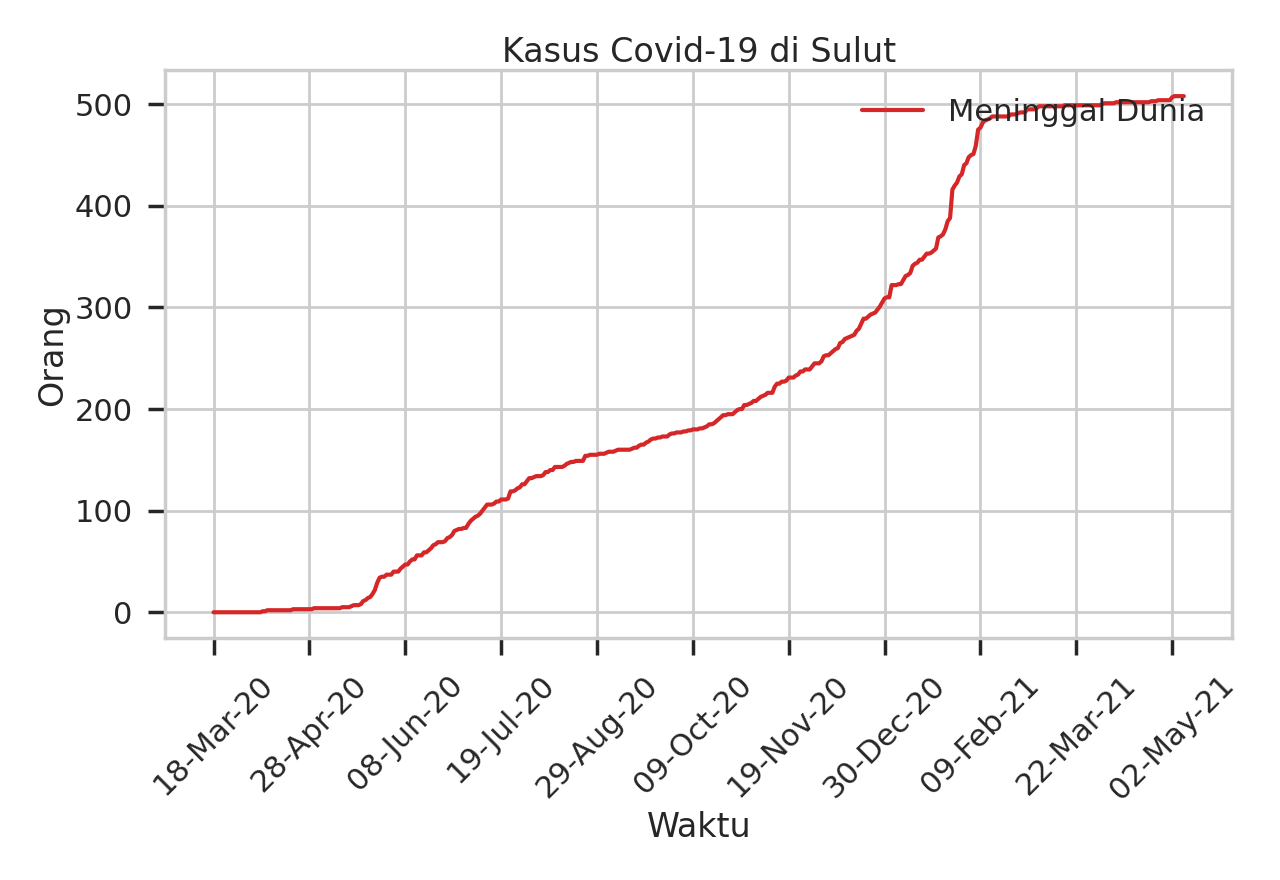 Kasus Covid-19 di Sulut
Meninggal Dunia
Orang
500
400
300
200
100
0
18-Mar-20
28-Apr-20
08-Jun-20
19-Jul-20
29-Aug-20
09-Oct-20
19-Nov-20
30-Dec-20
09-Feb-21
22-Mar-21
02-May-21
Waktu